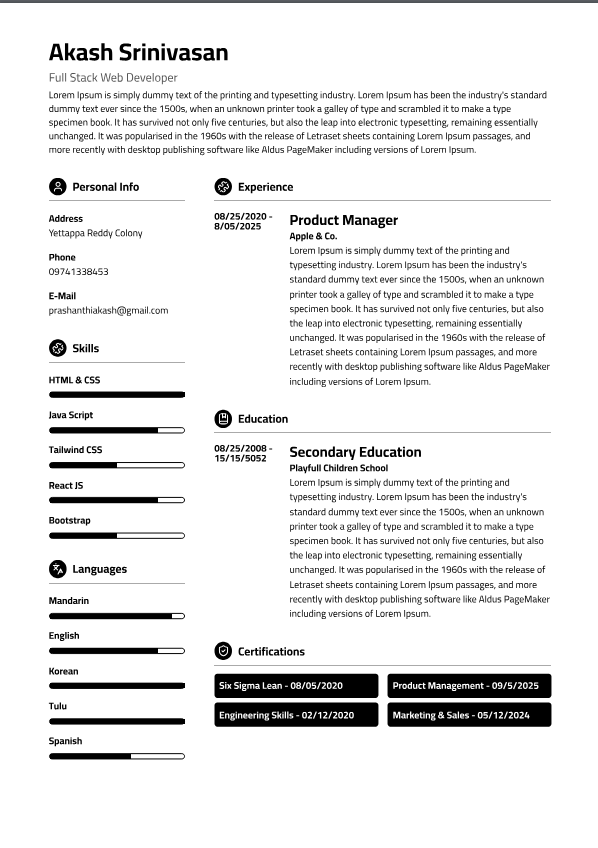 Akash Srinivasan
Full Stack Web Developer
Lorem Ipsum is simply dummy text of the printing and typesetting industry. Lorem Ipsum has been the industry's standard
dummy text ever since the 1500s, when an unknown printer took a galley of type and scrambled it to make a type
specimen book. It has survived not only five centuries, but also the leap into electronic typesetting, remaining essentially
unchanged. It was popularised in the 1960s with the release of Letraset sheets containing Lorem Ipsum passages, and
more recently with desktop publishing software like Aldus PageMaker including versions of Lorem Ipsum.
Personal Info
Address
Yettappa Reddy Colony
Phone
09741338453
E-Mail
prashanthiakash@gmail.com
Skills
HTML & CSS
Java Script
Tailwind CSS
React JS
Bootstrap
Languages
Mandarin
English
Korean
Tulu
Spanish
Experience
08/25/2020 -
8/05/2025
Product Manager
Apple & Co.
Lorem Ipsum is simply dummy text of the printing and
typesetting industry. Lorem Ipsum has been the industry's
standard dummy text ever since the 1500s, when an unknown
printer took a galley of type and scrambled it to make a type
specimen book. It has survived not only five centuries, but also
the leap into electronic typesetting, remaining essentially
unchanged. It was popularised in the 1960s with the release of
Letraset sheets containing Lorem Ipsum passages, and more
recently with desktop publishing software like Aldus PageMaker
including versions of Lorem Ipsum.
Education
08/25/2008 -
15/15/5052
Secondary Education
Playfull Children School
Lorem Ipsum is simply dummy text of the printing and
typesetting industry. Lorem Ipsum has been the industry's
standard dummy text ever since the 1500s, when an unknown
printer took a galley of type and scrambled it to make a type
specimen book. It has survived not only five centuries, but also
the leap into electronic typesetting, remaining essentially
unchanged. It was popularised in the 1960s with the release of
Letraset sheets containing Lorem Ipsum passages, and more
recently with desktop publishing software like Aldus PageMaker
including versions of Lorem Ipsum.
Certifications
Six Sigma Lean - 08/05/2020
Product Management - 09/5/2025
Engineering Skills - 02/12/2020
Marketing & Sales - 05/12/2024